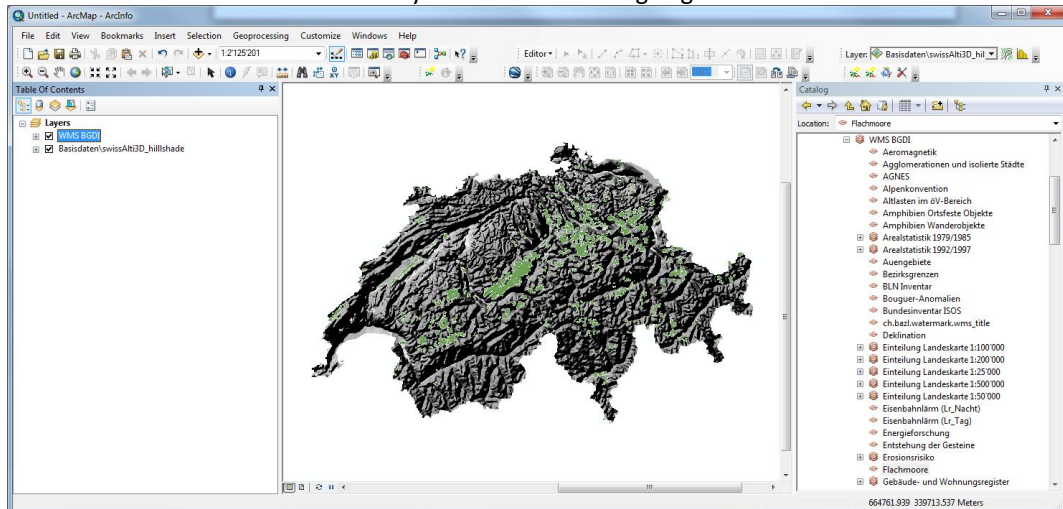 Untitled - ArcMap - ArcInfo
File Edit View Bookmarks Insert Selection Geoprocessing Customize Windows Help
1:2'125'201
Editor
Layer: Basisdaten\swissAlti3D_hil
Table Of Contents
Layers
WMS BGDI
Basisdaten\swissAlti3D_hilllshade
Catalog
Location: Flachmoore
WMS BGDI
Aeromagnetik
Agglomerationen und isolierte Städte
AGNES
Alpenkonvention
Altlasten im öV-Bereich
Amphibien Ortsfeste Objekte
Amphibien Wanderobjekte
Arealstatistik 1979/1985
Arealstatistik 1992/1997
Auengebiete
Bezirksgrenzen
BLN Inventar
Bouguer-Anomalien
Bundesinventar ISOS
ch.bazl.watermark.wms_title
Deklination
Einteilung Landeskarte 1:100'000
Einteilung Landeskarte 1:200'000
Einteilung Landeskarte 1:25'000
Einteilung Landeskarte 1:500'000
Einteilung Landeskarte 1:50'000
Eisenbahnlärm (Lr_Nacht)
Eisenbahnlärm (Lr_Tag)
Energieforschung
Entstehung der Gesteine
Erosionsrisiko
Flachmoore
Gebäude- und Wohnungsregister
664761.939 339713.537 Meters